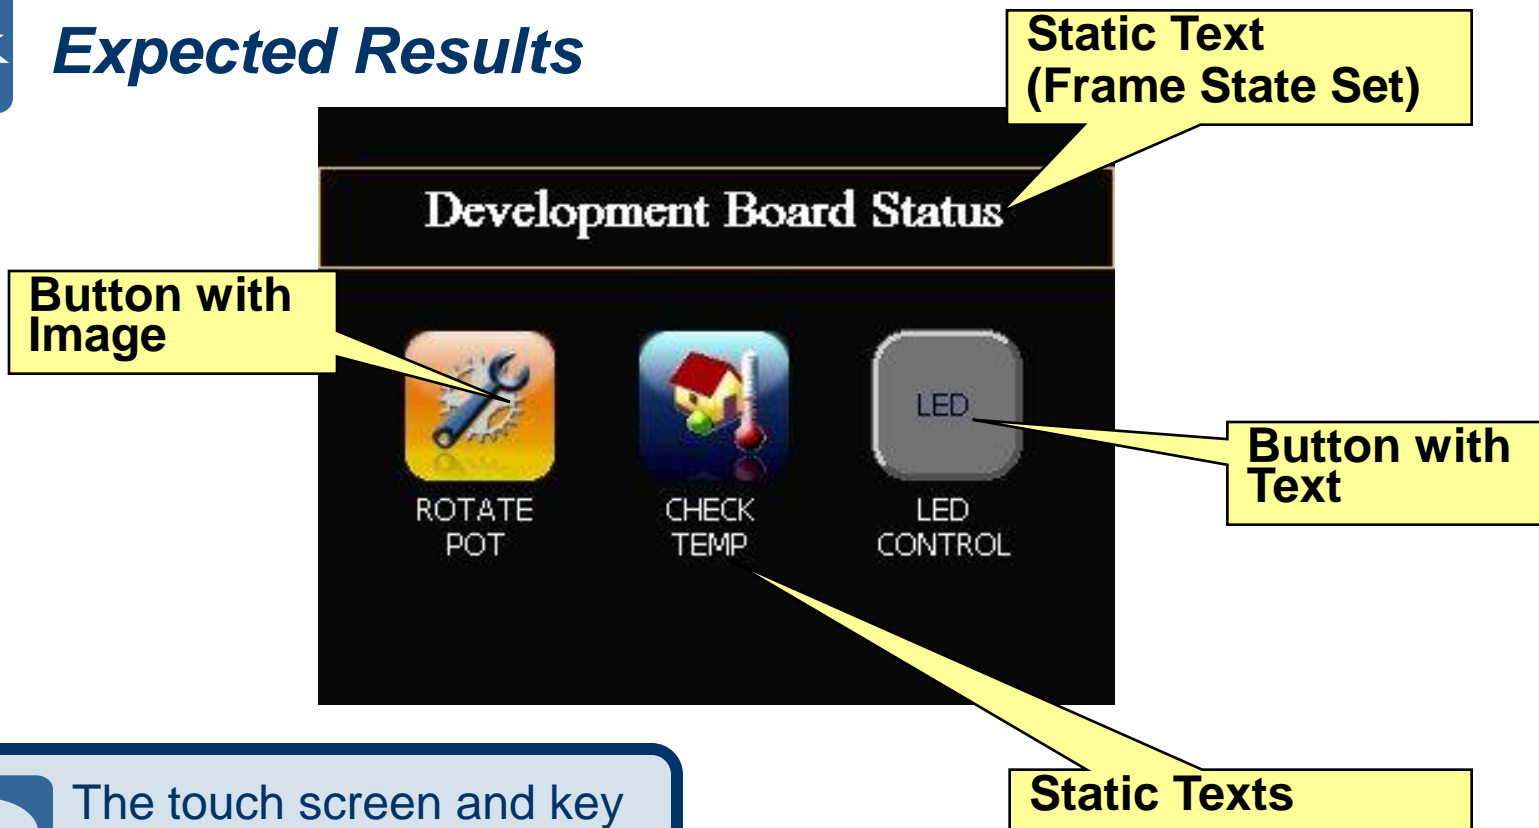 Expected Results
Static Text
(Frame State Set)
Development Board Status
Button with
Image
LED
Button with
Text
ROTATE
POT
CHECK
TEMP
LED
CONTROL
Static Texts
The touch screen and key